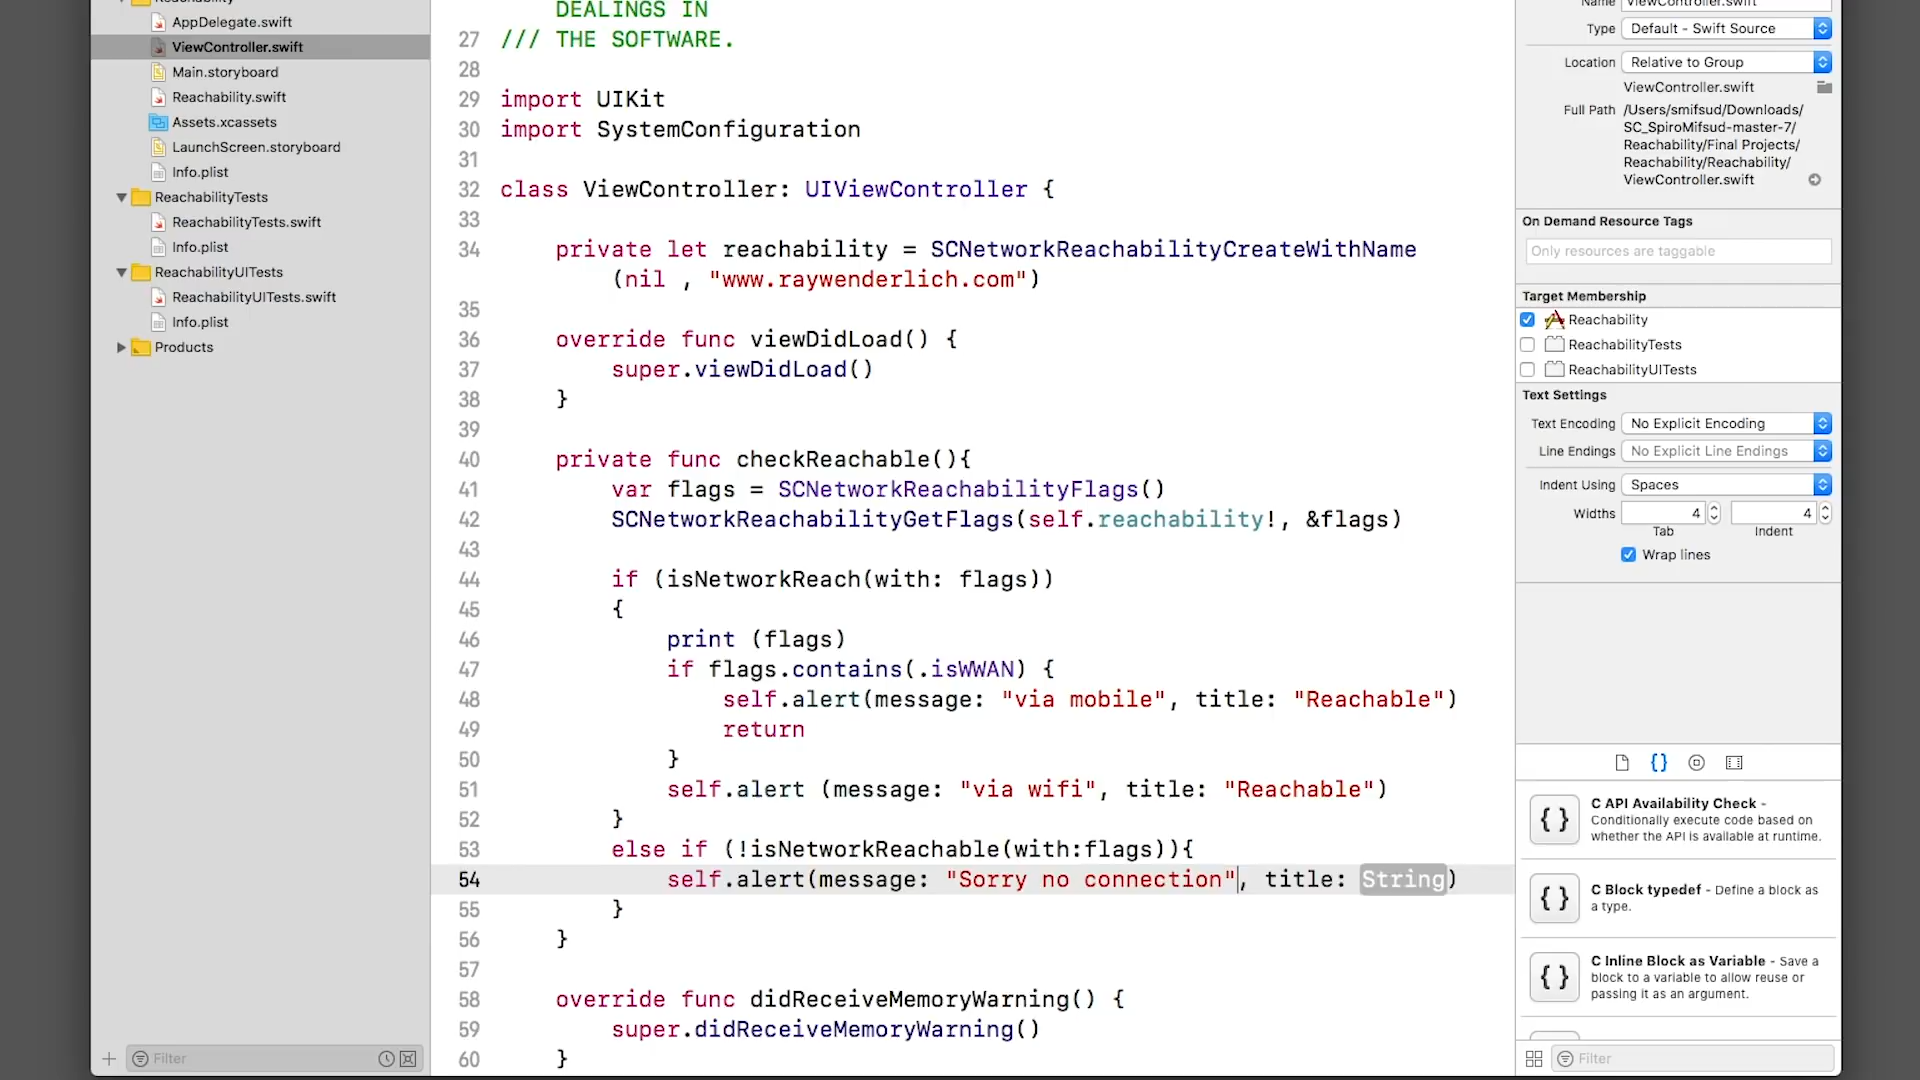 AppDelegate.swift
ViewController.swift
Main.storyboard
Reachability.swift
Assets.xcassets
LaunchScreen.storyboard
Info.plist
ReachabilityTests
ReachabilityTests.swift
Info.plist
ReachabilityUITests
ReachabilityUITests.swift
Info.plist
Products
Filter
DEALINGS IN
27 /// THE SOFTWARE.
28
29 import UIKit
30 import SystemConfiguration
31
32 class ViewController: UIViewController {
33
34 private let reachability = SCNetworkReachabilityCreateWithName
(nil , "www.raywenderlich.com")
35
36 override func viewDidLoad() {
37 super.viewDidLoad()
38 }
39
40 private func checkReachable(){
41 var flags = SCNetworkReachabilityFlags()
42 SCNetworkReachabilityGetFlags(self.reachability!, &flags)
43
44 if (isNetworkReach(with: flags))
45 {
46 print (flags)
47 if flags.contains(.isWWAN) {
48 self.alert(message: "via mobile", title: "Reachable")
49 return
50 }
51 self.alert (message: "via wifi", title: "Reachable")
52 }
53 else if (!isNetworkReachable(with:flags)){
54 self.alert(message: "Sorry no connection", title: String)
55 }
56 }
57
58 override func didReceiveMemoryWarning() {
59 super.didReceiveMemoryWarning()
60 }
Name ViewController.swift
Type Default - Swift Source
Location Relative to Group
ViewController.swift
Full Path /Users/smifsud/Downloads/
SC_SpiroMifsud-master-7/
Reachability/Final Projects/
Reachability/Reachability/
ViewController.swift
On Demand Resource Tags
Only resources are taggable
Target Membership
Reachability
ReachabilityTests
ReachabilityUITests
Text Settings
Text Encoding No Explicit Encoding
Line Endings No Explicit Line Endings
Indent Using Spaces
Widths 4 4
Tab Indent
Wrap lines
{}
{ } C API Availability Check -
Conditionally execute code based on
whether the API is available at runtime.
{ } C Block typedef - Define a block as
a type.
{ } C Inline Block as Variable - Save a
block to a variable to allow reuse or
passing it as an argument.
Filter